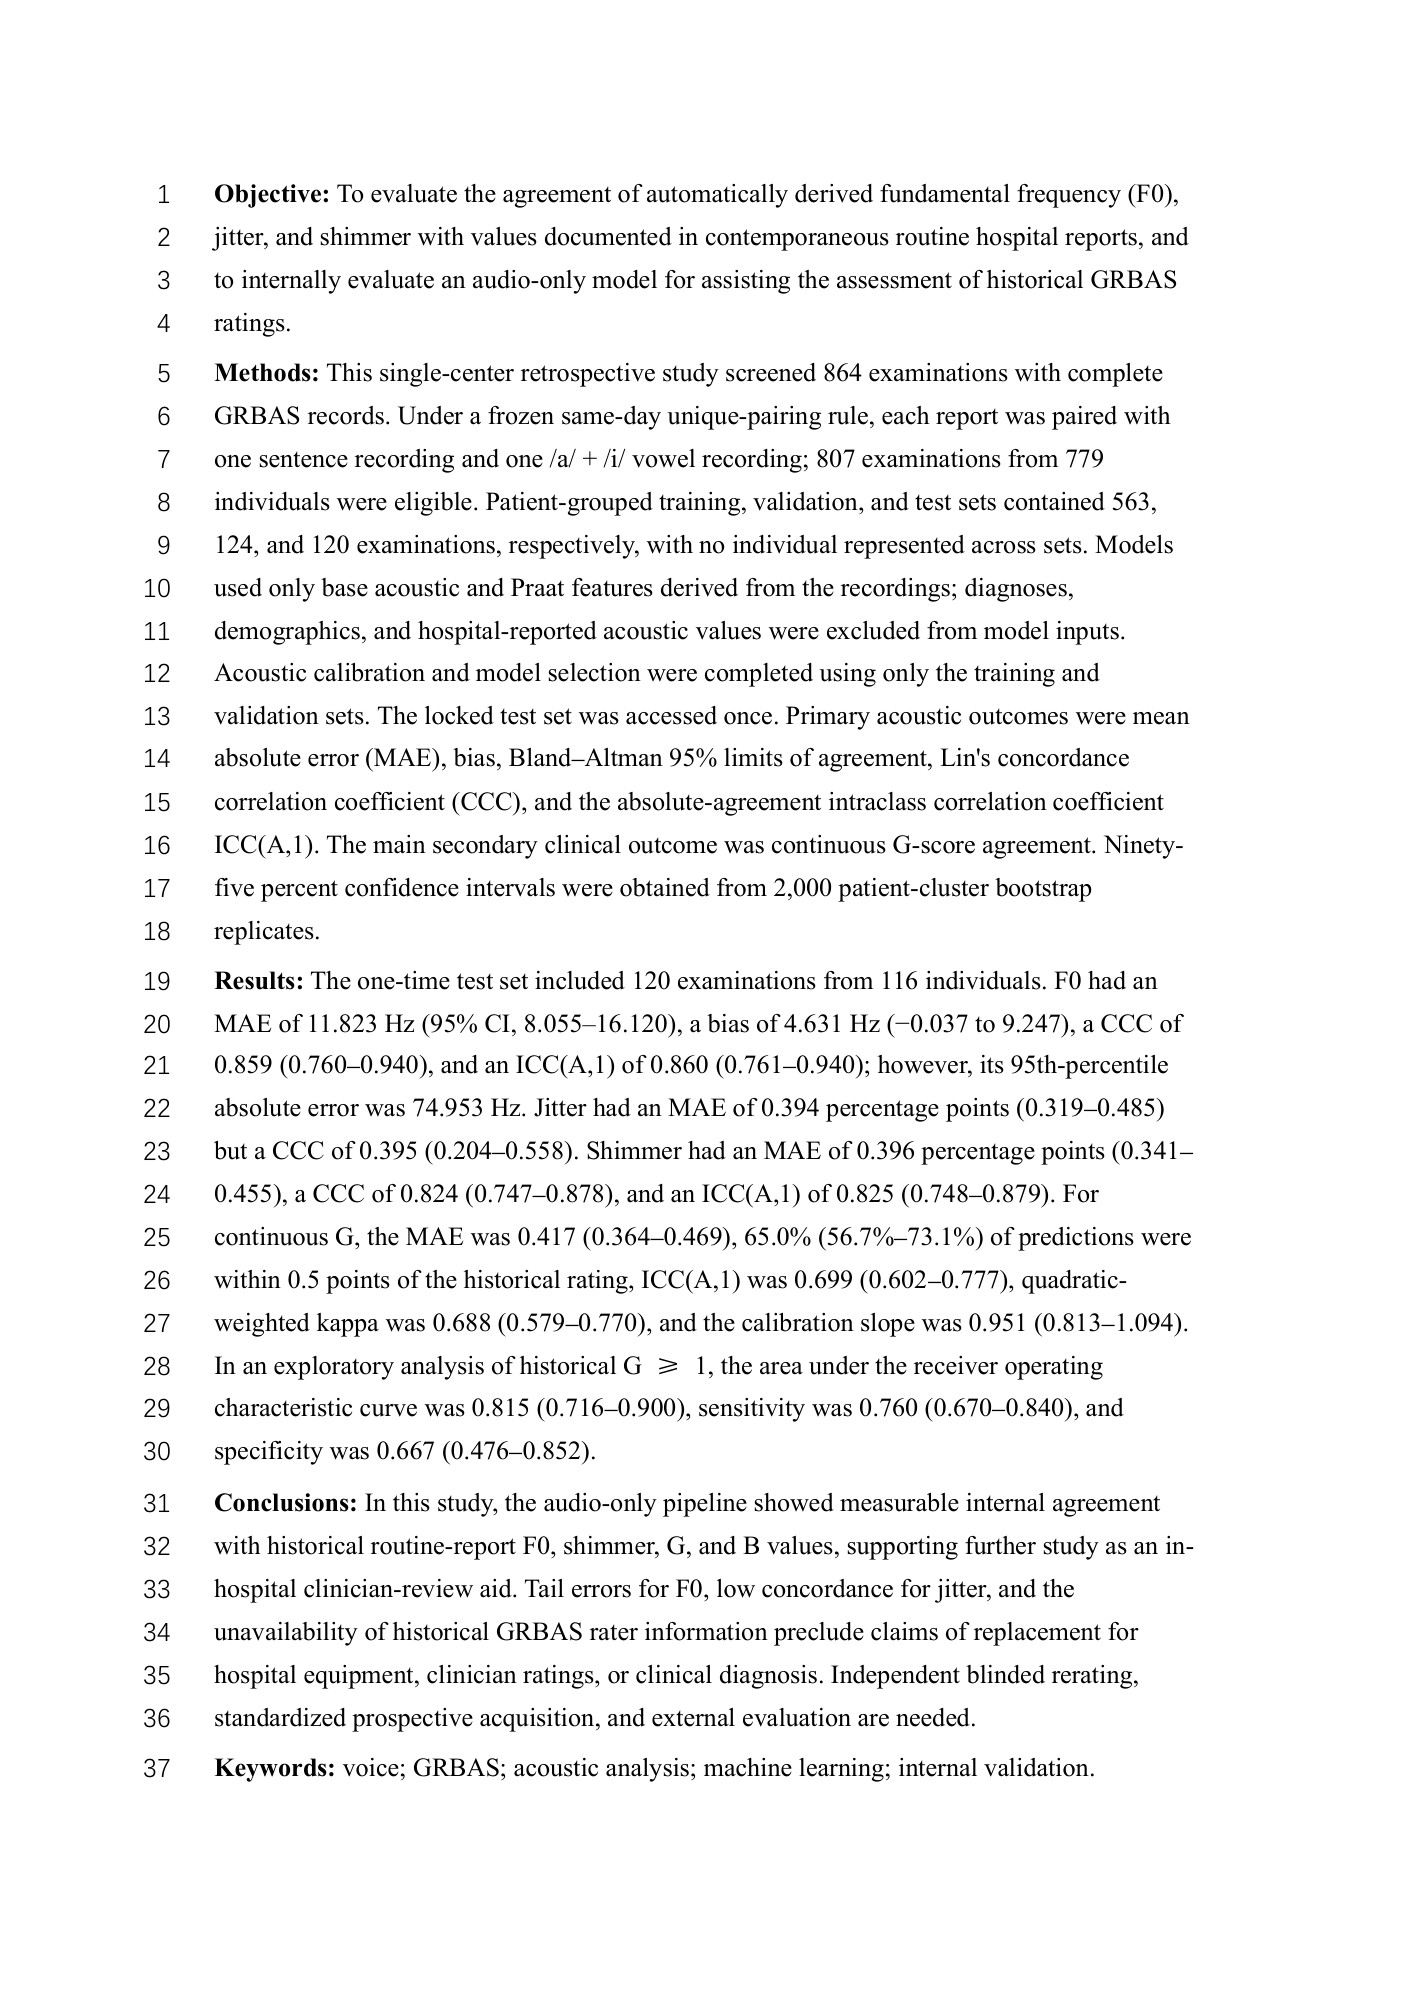 1 Objective: To evaluate the agreement of automatically derived fundamental frequency (F0),
2 jitter, and shimmer with values documented in contemporaneous routine hospital reports, and
3 to internally evaluate an audio-only model for assisting the assessment of historical GRBAS
4 ratings.
5 Methods: This single-center retrospective study screened 864 examinations with complete
6 GRBAS records. Under a frozen same-day unique-pairing rule, each report was paired with
7 one sentence recording and one /a/ + /i/ vowel recording; 807 examinations from 779
8 individuals were eligible. Patient-grouped training, validation, and test sets contained 563,
9 124, and 120 examinations, respectively, with no individual represented across sets. Models
10 used only base acoustic and Praat features derived from the recordings; diagnoses,
11 demographics, and hospital-reported acoustic values were excluded from model inputs.
12 Acoustic calibration and model selection were completed using only the training and
13 validation sets. The locked test set was accessed once. Primary acoustic outcomes were mean
14 absolute error (MAE), bias, Bland–Altman 95% limits of agreement, Lin's concordance
15 correlation coefficient (CCC), and the absolute-agreement intraclass correlation coefficient
16 ICC(A,1). The main secondary clinical outcome was continuous G-score agreement. Ninety-
17 five percent confidence intervals were obtained from 2,000 patient-cluster bootstrap
18 replicates.
19 Results: The one-time test set included 120 examinations from 116 individuals. F0 had an
20 MAE of 11.823 Hz (95% CI, 8.055–16.120), a bias of 4.631 Hz (−0.037 to 9.247), a CCC of
21 0.859 (0.760–0.940), and an ICC(A,1) of 0.860 (0.761–0.940); however, its 95th-percentile
22 absolute error was 74.953 Hz. Jitter had an MAE of 0.394 percentage points (0.319–0.485)
23 but a CCC of 0.395 (0.204–0.558). Shimmer had an MAE of 0.396 percentage points (0.341–
24 0.455), a CCC of 0.824 (0.747–0.878), and an ICC(A,1) of 0.825 (0.748–0.879). For
25 continuous G, the MAE was 0.417 (0.364–0.469), 65.0% (56.7%–73.1%) of predictions were
26 within 0.5 points of the historical rating, ICC(A,1) was 0.699 (0.602–0.777), quadratic-
27 weighted kappa was 0.688 (0.579–0.770), and the calibration slope was 0.951 (0.813–1.094).
28 In an exploratory analysis of historical G ⩾ 1, the area under the receiver operating
29 characteristic curve was 0.815 (0.716–0.900), sensitivity was 0.760 (0.670–0.840), and
30 specificity was 0.667 (0.476–0.852).
31 Conclusions: In this study, the audio-only pipeline showed measurable internal agreement
32 with historical routine-report F0, shimmer, G, and B values, supporting further study as an in-
33 hospital clinician-review aid. Tail errors for F0, low concordance for jitter, and the
34 unavailability of historical GRBAS rater information preclude claims of replacement for
35 hospital equipment, clinician ratings, or clinical diagnosis. Independent blinded rerating,
36 standardized prospective acquisition, and external evaluation are needed.
37 Keywords: voice; GRBAS; acoustic analysis; machine learning; internal validation.